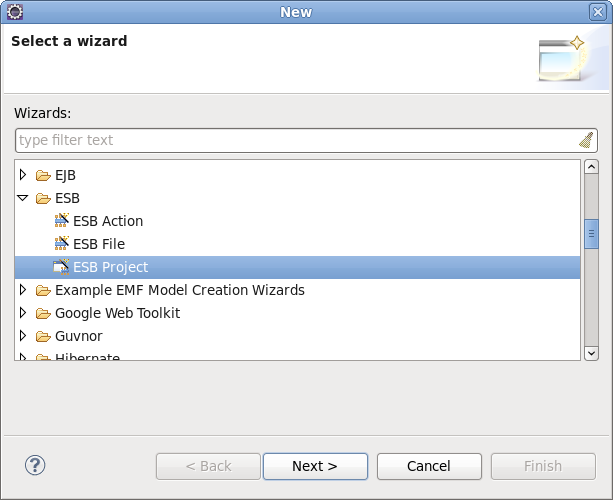 New
Select a wizard
Wizards:
type filter text
EJB
ESB
ESB Action
ESB File
ESB Project
Example EMF Model Creation Wizards
Google Web Toolkit
Guvnor
Hibernate
? < Back Next > Cancel Finish